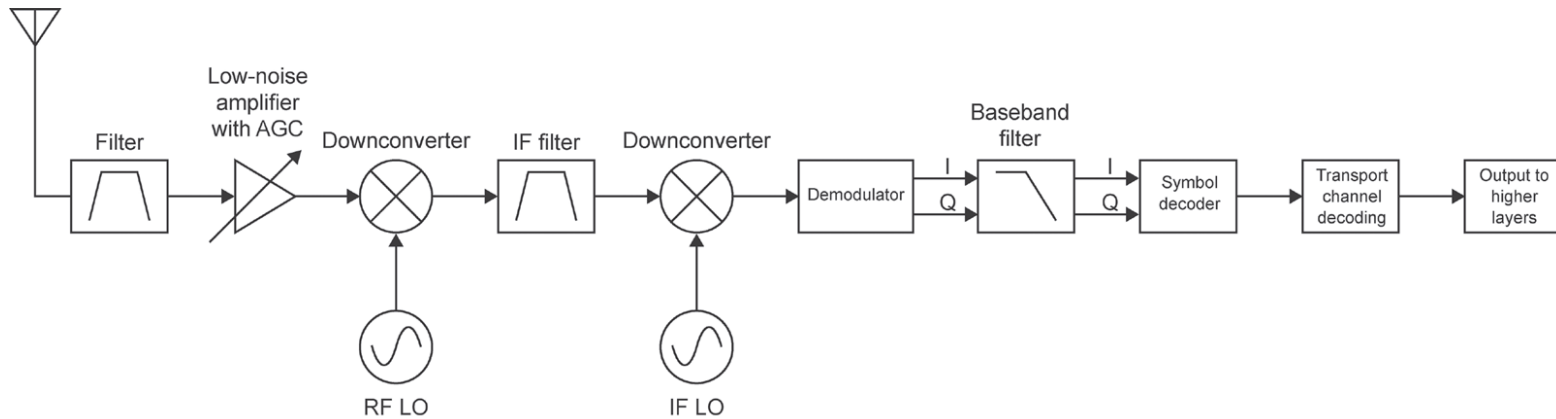 Low-noise
amplifier
with AGC
Filter
Downconverter
IF filter
Downconverter
Demodulator
I
Q
Baseband
filter
I
Q
Symbol
decoder
Transport
channel
decoding
Output to
higher
layers
RF LO
IF LO